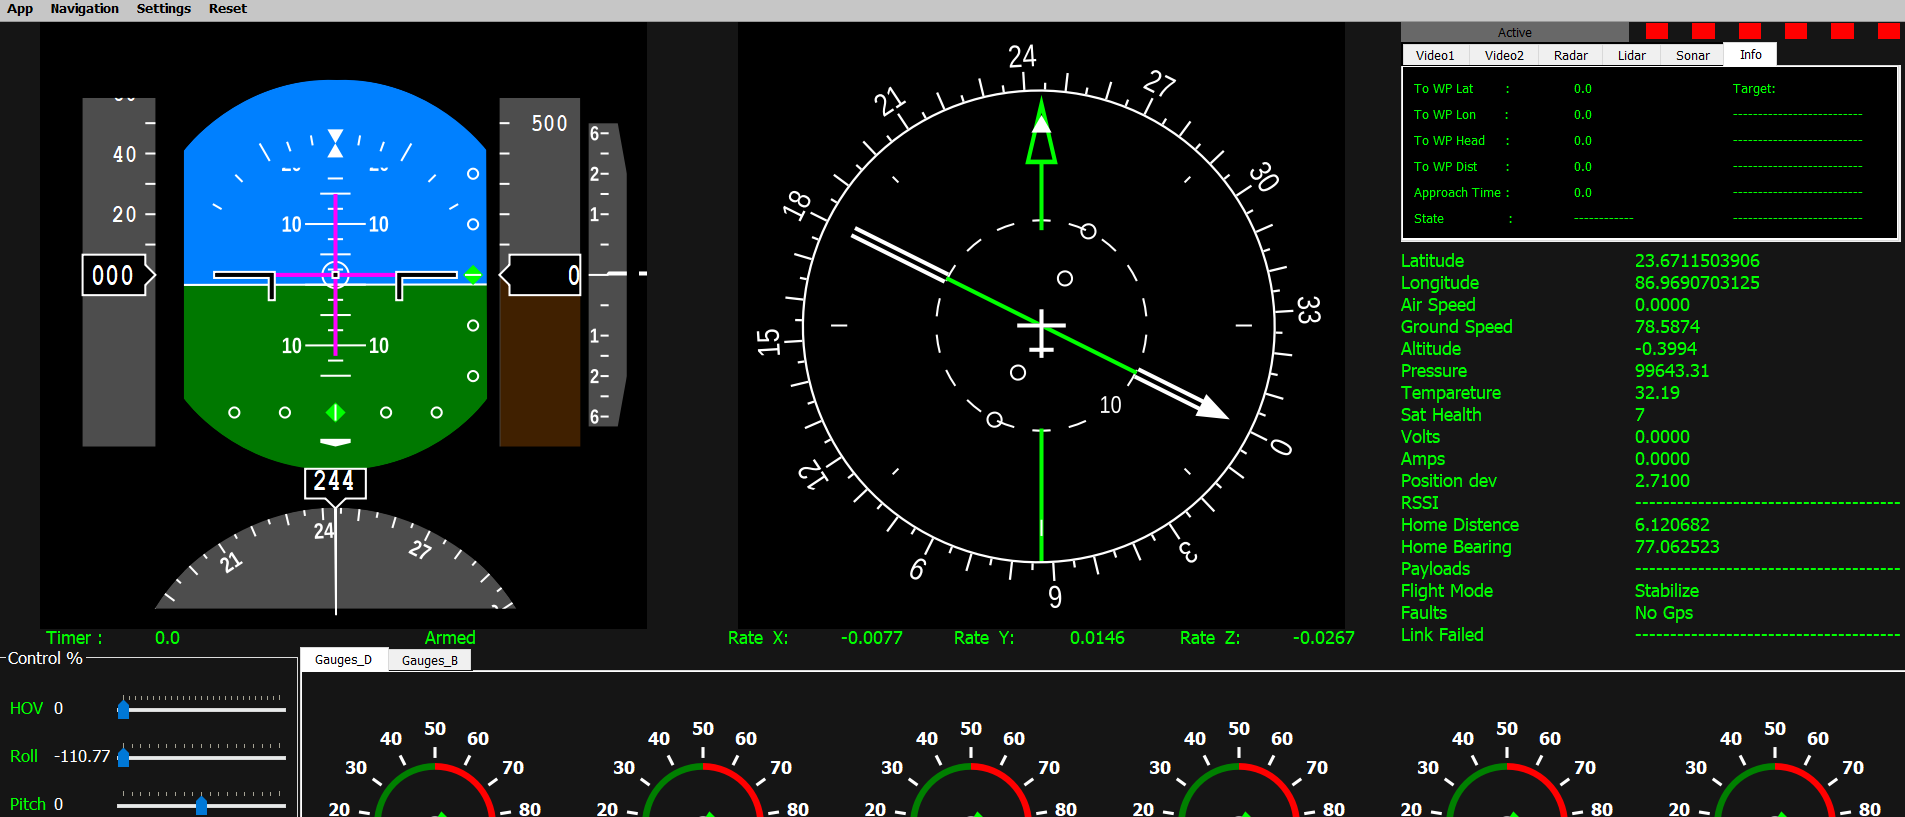 App Navigation Settings Reset
Active
Video1 Video2 Radar Lidar Sonar Info
To WP Lat : 0.0 Target:
To WP Lon : 0.0 -------------------------
To WP Head : 0.0 -------------------------
To WP Dist : 0.0 -------------------------
Approach Time : 0.0 -------------------------
State : ------------ -------------------------
40
20
000
20 20
10 10
10 10
500
0
6
2
1
1
2
6
244
21 24 27
24
27
30
33
0
3
6
9
12
15
18
21
10
Latitude 23.6711503906
Longitude 86.9690703125
Air Speed 0.0000
Ground Speed 78.5874
Altitude -0.3994
Pressure 99643.31
Tempareture 32.19
Sat Health 7
Volts 0.0000
Amps 0.0000
Position dev 2.7100
RSSI --------------------------------------
Home Distence 6.120682
Home Bearing 77.062523
Payloads --------------------------------------
Flight Mode Stabilize
Faults No Gps
Link Failed --------------------------------------
Timer : 0.0 Armed
Rate X: -0.0077 Rate Y: 0.0146 Rate Z: -0.0267
Control %
HOV 0
Roll -110.77
Pitch 0
Gauges_D Gauges_B
20 30 40 50 60 70 80
20 30 40 50 60 70 80
20 30 40 50 60 70 80
20 30 40 50 60 70 80
20 30 40 50 60 70 80
20 30 40 50 60 70 80